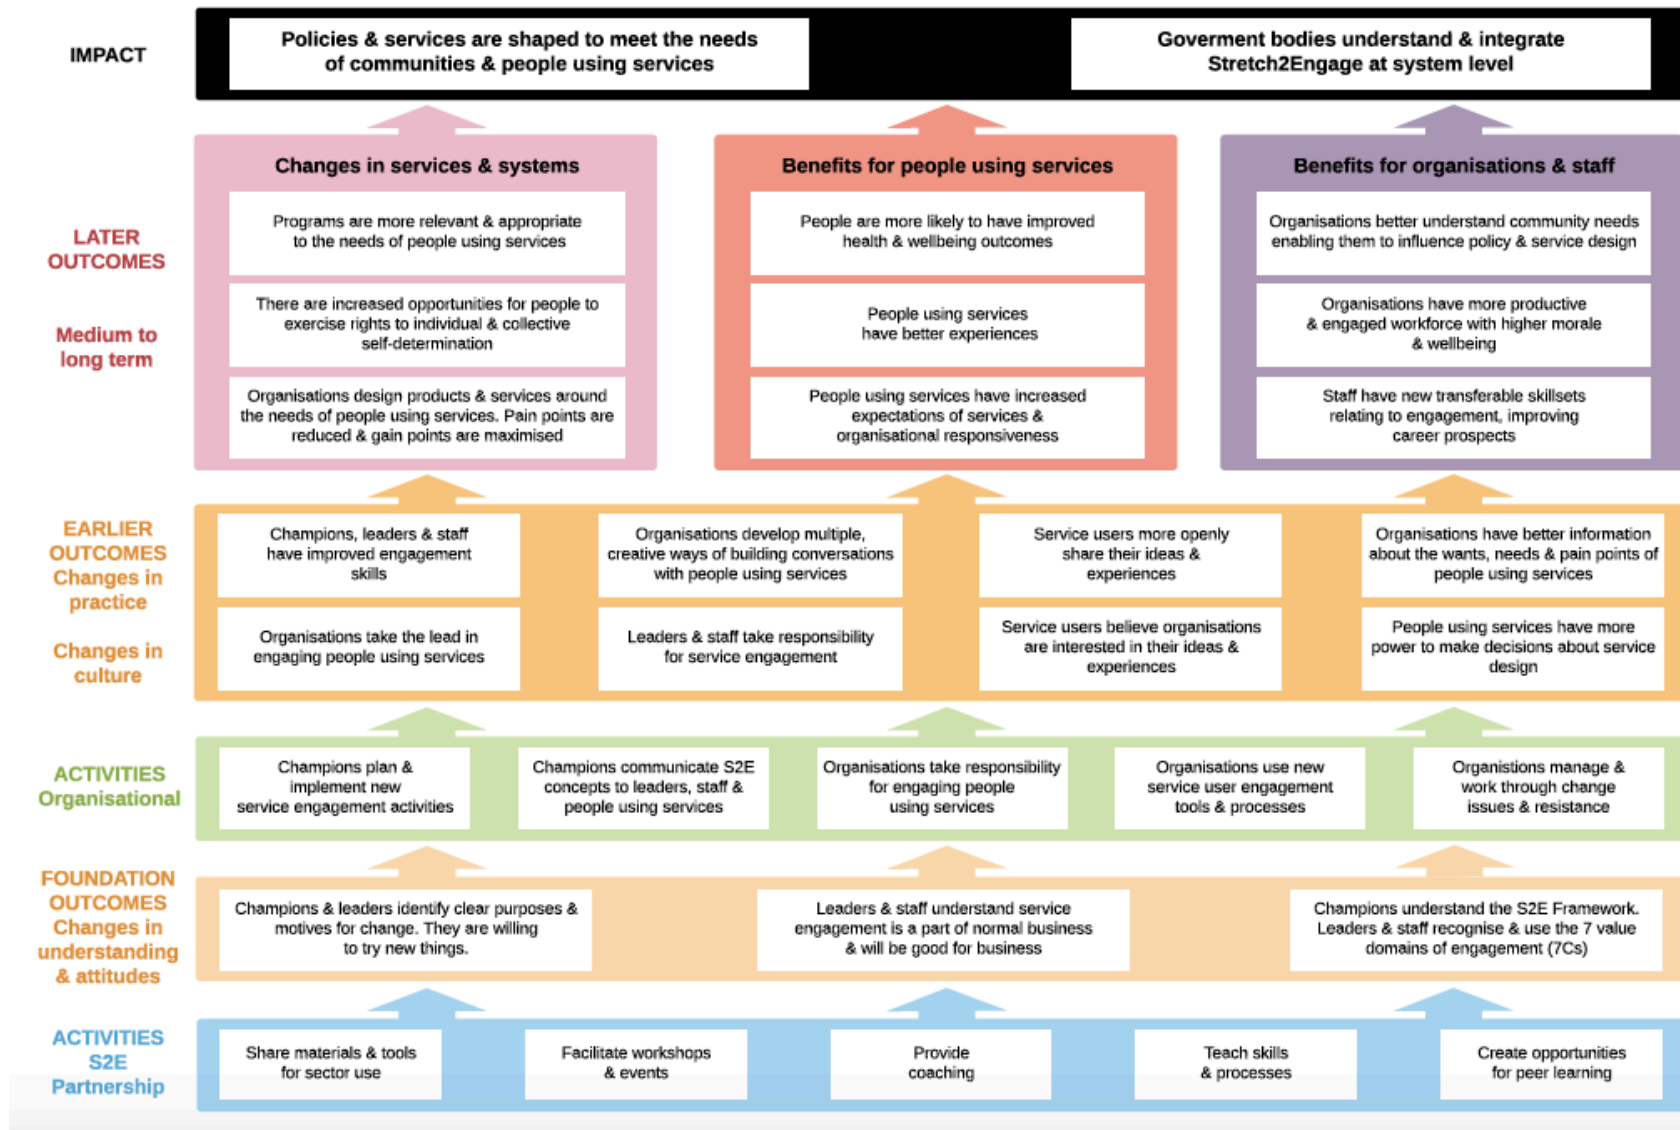 IMPACT
Policies & services are shaped to meet the needs
of communities & people using services
Goverment bodies understand & integrate
Stretch2Engage at system level
LATER
OUTCOMES
Medium to
long term
Changes in services & systems
Programs are more relevant & appropriate
to the needs of people using services
There are increased opportunities for people to
exercise rights to individual & collective
self-determination
Organisations design products & services around
the needs of people using services. Pain points are
reduced & gain points are maximised
Benefits for people using services
People are more likely to have improved
health & wellbeing outcomes
People using services
have better experiences
People using services have increased
expectations of services &
organisational responsiveness
Benefits for organisations & staff
Organisations better understand community needs
enabling them to influence policy & service design
Organisations have more productive
& engaged workforce with higher morale
& wellbeing
Staff have new transferable skillsets
relating to engagement, improving
career prospects
EARLIER
OUTCOMES
Changes in
practice
Changes in
culture
Champions, leaders & staff
have improved engagement
skills
Organisations develop multiple,
creative ways of building conversations
with people using services
Service users more openly
share their ideas &
experiences
Organisations have better information
about the wants, needs & pain points of
people using services
Organisations take the lead in
engaging people using services
Leaders & staff take responsibility
for service engagement
Service users believe organisations
are interested in their ideas &
experiences
People using services have more
power to make decisions about service
design
ACTIVITIES
Organisational
Champions plan &
implement new
service engagement activities
Champions communicate S2E
concepts to leaders, staff &
people using services
Organisations take responsibility
for engaging people
using services
Organisations use new
service user engagement
tools & processes
Organistions manage &
work through change
issues & resistance
FOUNDATION
OUTCOMES
Changes in
understanding
& attitudes
Champions & leaders identify clear purposes &
motives for change. They are willing
to try new things.
Leaders & staff understand service
engagement is a part of normal business
& will be good for business
Champions understand the S2E Framework.
Leaders & staff recognise & use the 7 value
domains of engagement (7Cs)
ACTIVITIES
S2E
Partnership
Share materials & tools
for sector use
Facilitate workshops
& events
Provide
coaching
Teach skills
& processes
Create opportunities
for peer learning